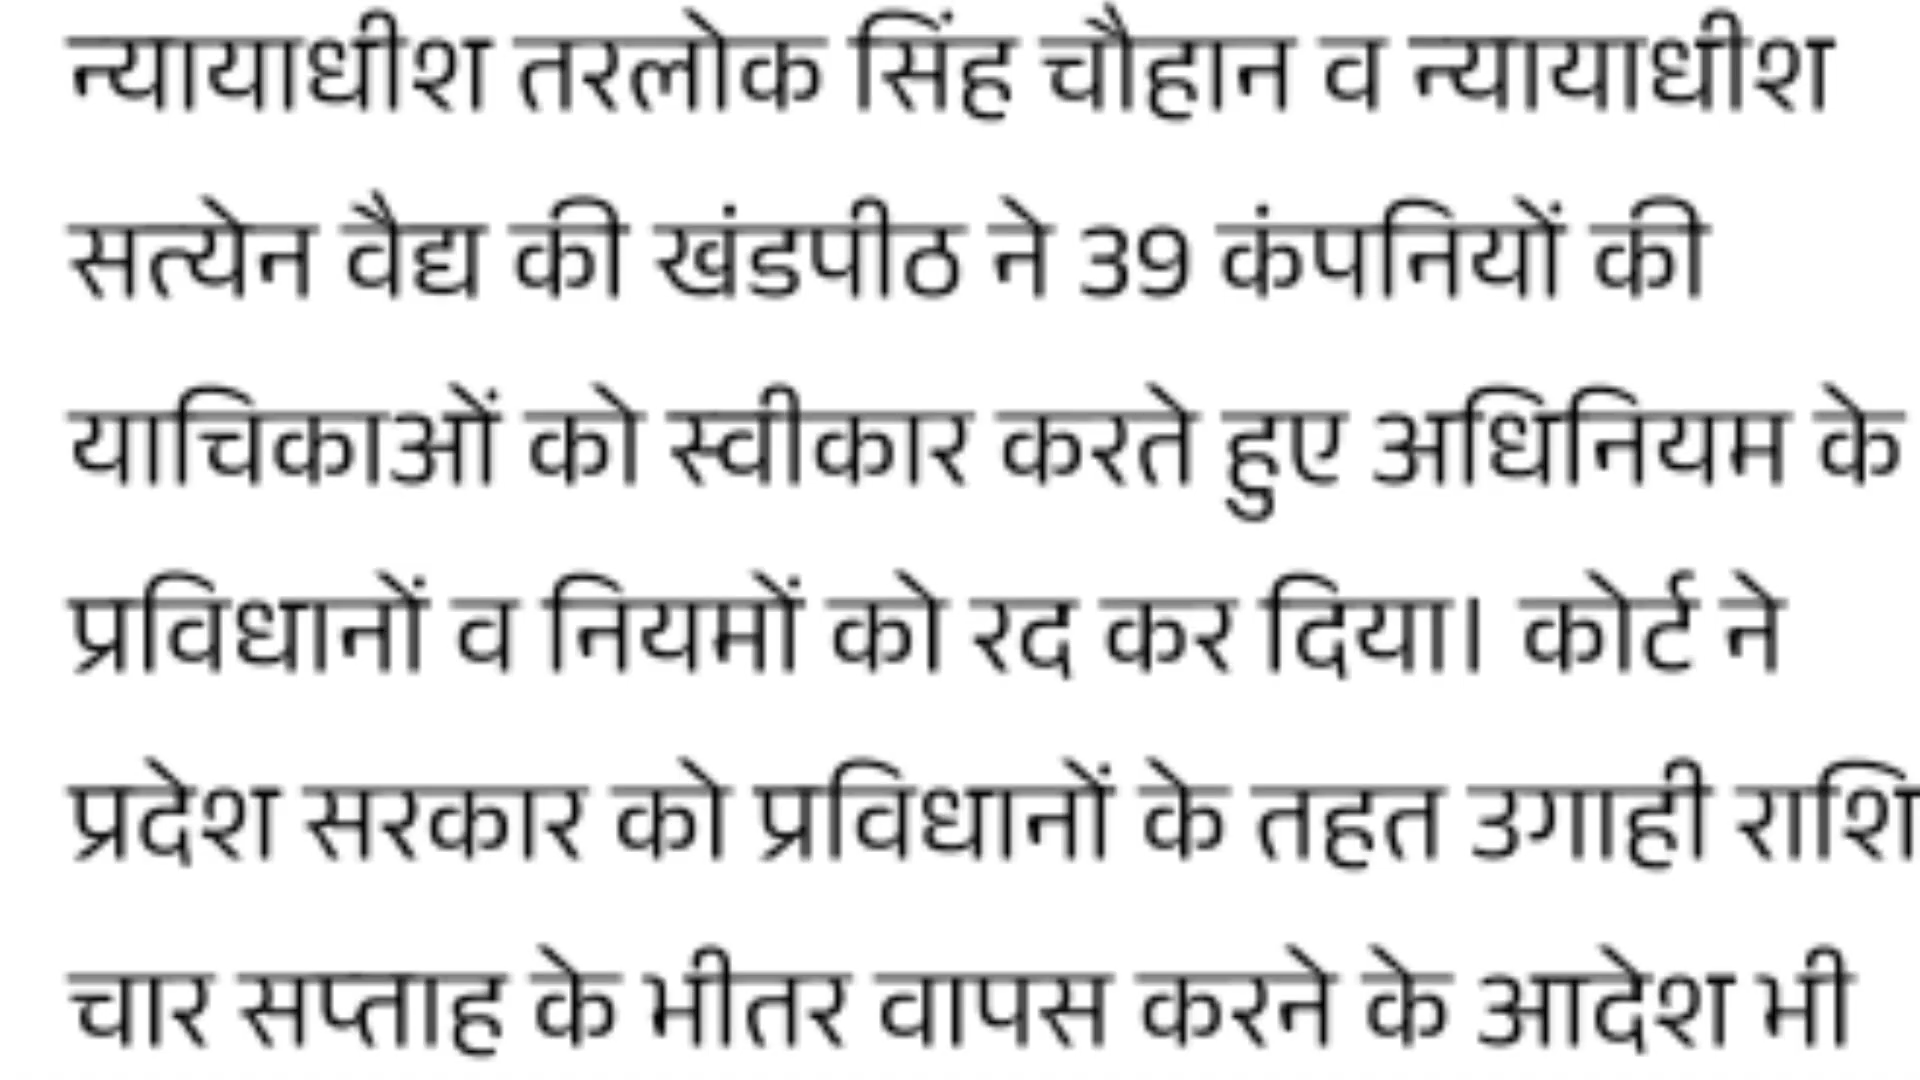 न्यायाधीश तरलोक सिंह चौहान व न्यायाधीश
सत्येन वैद्य की खंडपीठ ने 39 कंपनियों की
याचिकाओं को स्वीकार करते हुए अधिनियम के
प्रविधानों व नियमों को रद कर दिया। कोर्ट ने
प्रदेश सरकार को प्रविधानों के तहत उगाही राशि
चार सप्ताह के भीतर वापस करने के आदेश भी